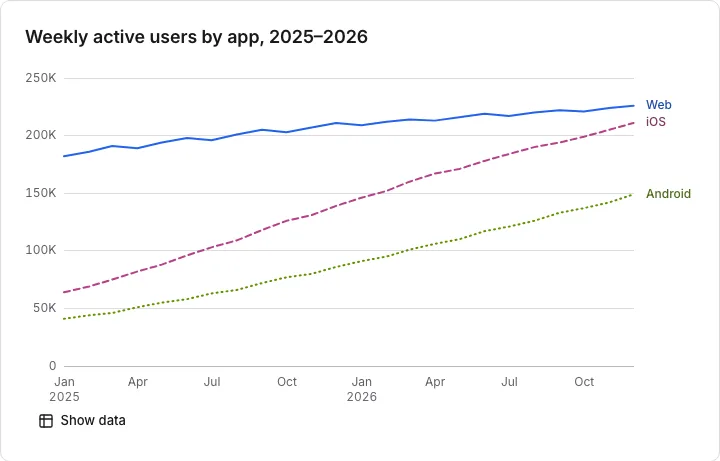 Weekly active users by app, 2025–2026
250K
200K
150K
100K
50K
0
Web
iOS
Android
Jan Apr Jul Oct Jan Apr Jul Oct
2025 2026
Show data